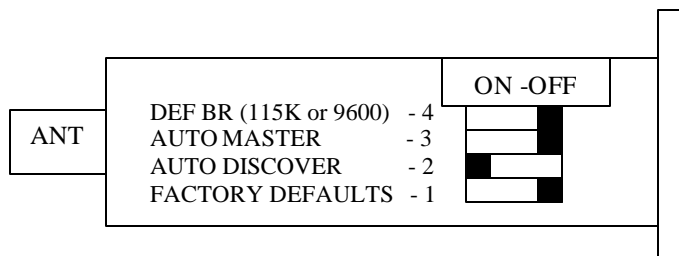 ON -OFF
DEF BR (115K or 9600) - 4
ANT
AUTO MASTER - 3
AUTO DISCOVER - 2
FACTORY DEFAULTS - 1